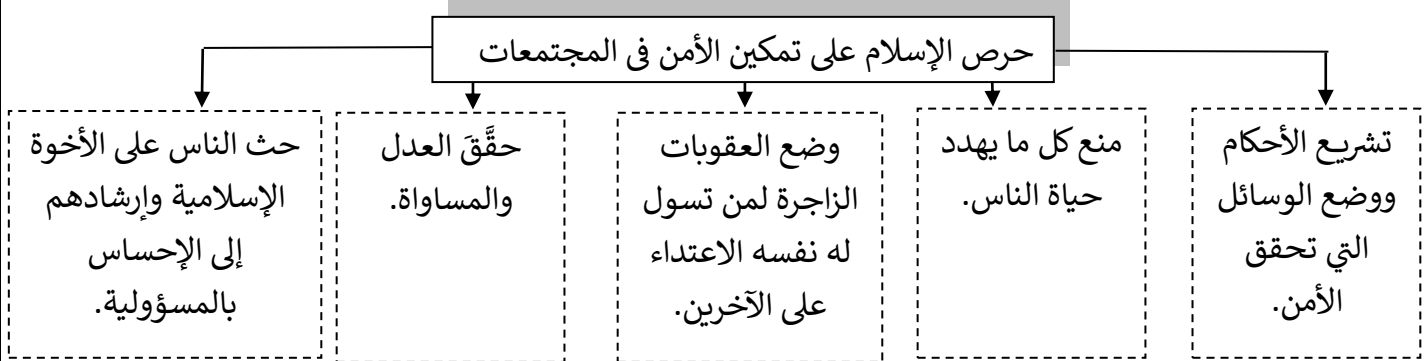 حرص الإسلام على تمكين الأمن فى المجتمعات
تشريع الأحكام
ووضع الوسائل
التي تحقق
الأمن.
منع كل ما يهدد
حياة الناس.
وضع العقوبات
الزاجرة لمن تسول
له نفسه الاعتداء
على الآخرين.
حقَّقَ العدل
والمساواة.
حث الناس على الأخوة
الإسلامية وإرشادهم
إلى الإحساس
بالمسؤولية.